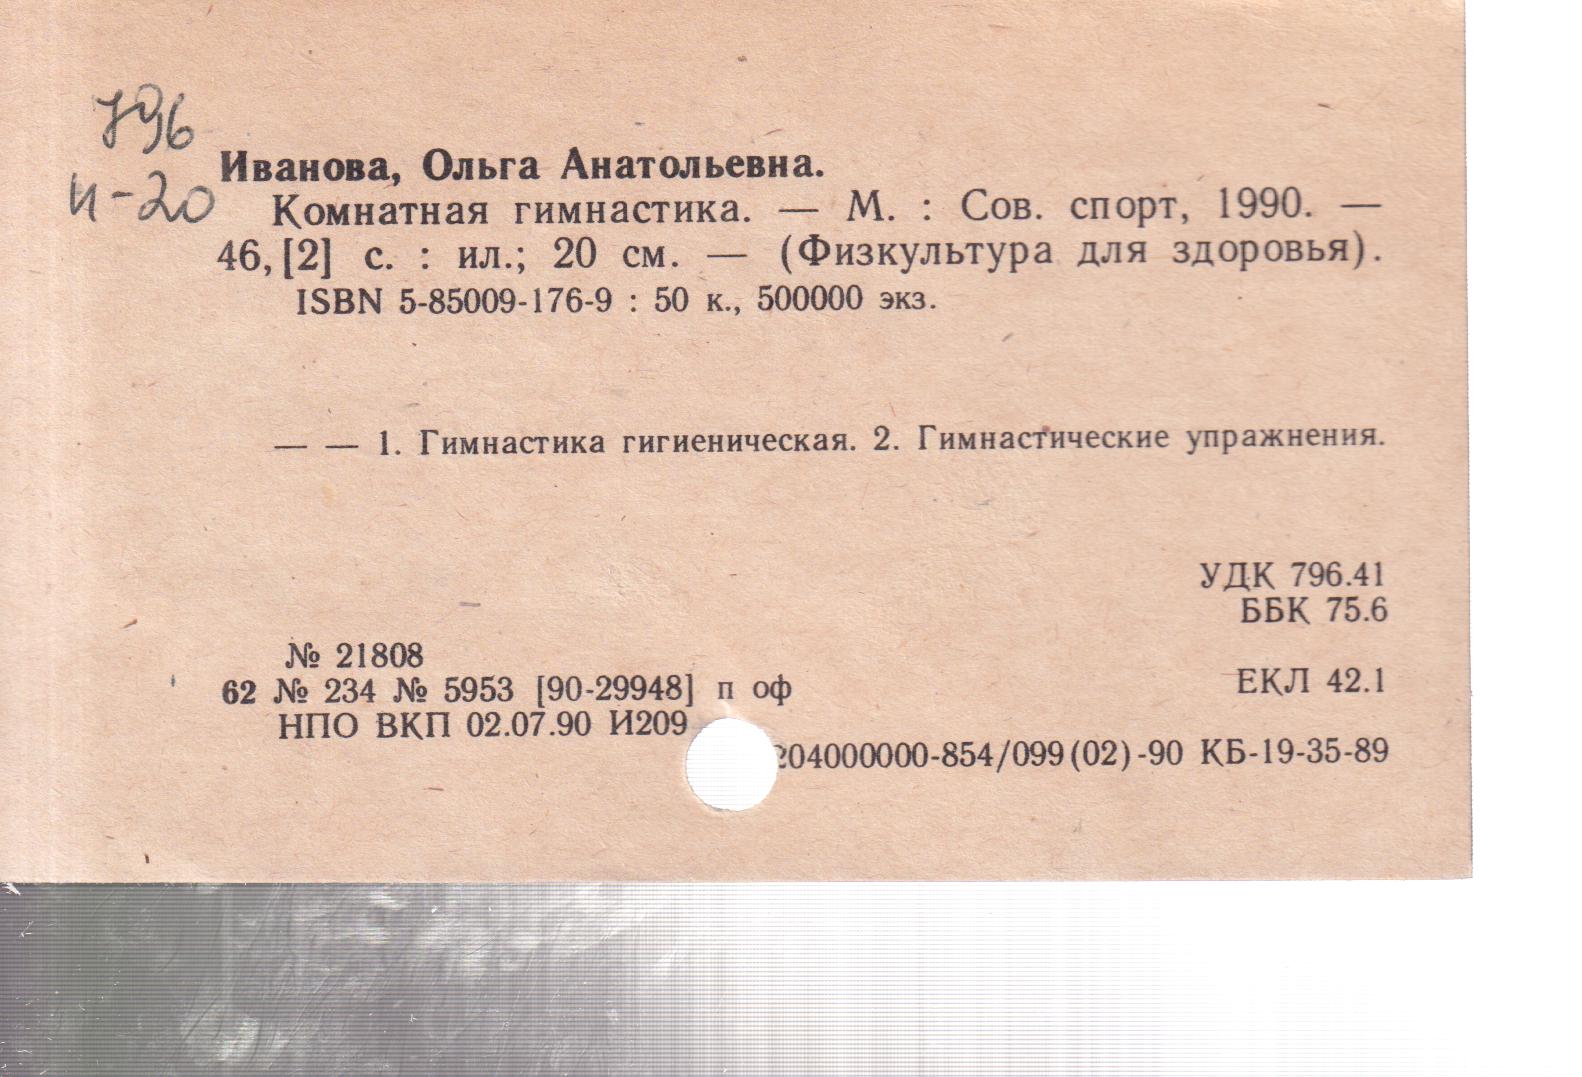 796
И-20
Иванова, Ольга Анатольевна.
Комнатная гимнастика. — М. : Сов. спорт, 1990. —
46, [2] с. : ил.; 20 см. — (Физкультура для здоровья).
ISBN 5-85009-176-9 : 50 к., 500000 экз.
— — 1. Гимнастика гигиеническая. 2. Гимнастические упражнения.
УДК 796.41
ББК 75.6
№ 21808
62 № 234 № 5953 [90-29948] п оф
ЕКЛ 42.1
НПО ВКП 02.07.90 И209
204000000-854/099(02)-90 КБ-19-35-89